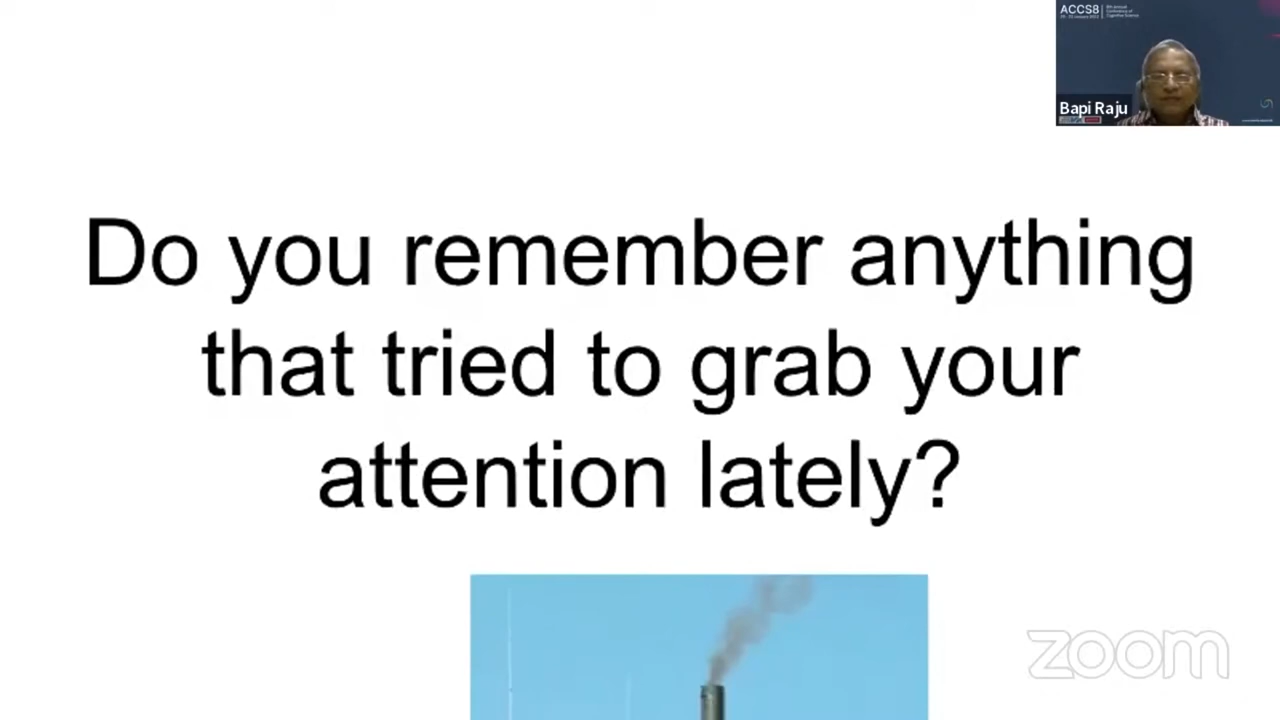 ACCS8
Bapi Raju
Do you remember anything
that tried to grab your
attention lately?
zoom